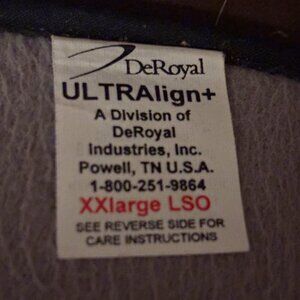 DeRoyal
ULTRAlign+
A Division of
DeRoyal
Industries, Inc.
Powell, TN U.S.A.
1-800-251-9864
XXlarge LSO
SEE REVERSE SIDE FOR
CARE INSTRUCTIONS